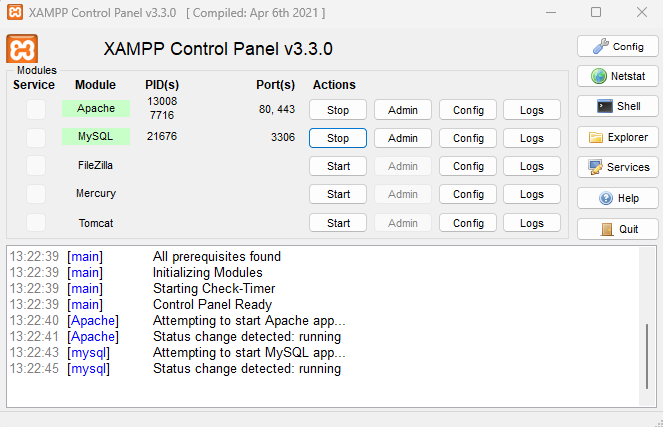 XAMPP Control Panel v3.3.0 [ Compiled: Apr 6th 2021 ]
XAMPP Control Panel v3.3.0
Config
Modules
Service Module PID(s) Port(s) Actions
Netstat
Apache 13008 7716 80, 443 Stop Admin Config Logs
Shell
MySQL 21676 3306 Stop Admin Config Logs
Explorer
FileZilla Start Admin Config Logs
Services
Mercury Start Admin Config Logs
Help
Tomcat Start Admin Config Logs
Quit
13:22:39 [main] All prerequisites found
13:22:39 [main] Initializing Modules
13:22:39 [main] Starting Check-Timer
13:22:39 [main] Control Panel Ready
13:22:40 [Apache] Attempting to start Apache app...
13:22:41 [Apache] Status change detected: running
13:22:43 [mysql] Attempting to start MySQL app...
13:22:45 [mysql] Status change detected: running